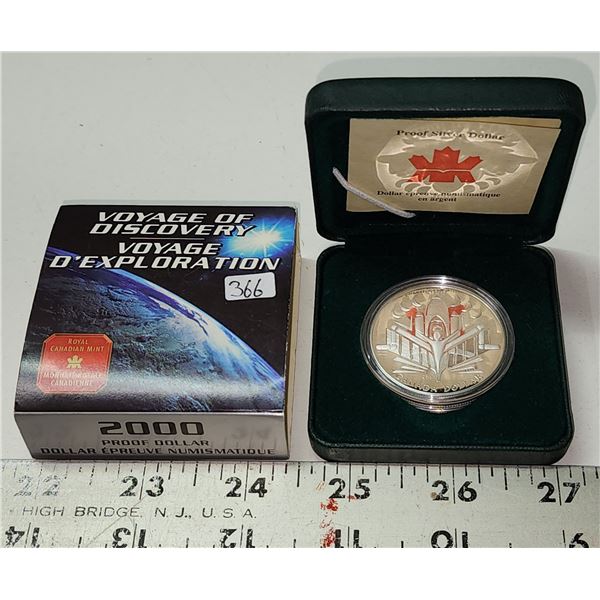 VOYAGE OF
DISCOVERY
VOYAGE
D'EXPLORATION
366
ROYAL
CANADIAN MINT
MONNAIE ROYALE
CANADIENNE
2000
PROOF DOLLAR
DOLLAR ÉPREUVE NUMISMATIQUE
Proof Silver Dollar
Dollar épreuve numismatique
en argent
22 23 24 25 26 27
HIGH BRIDGE, N. J., U.S.A.
14 13 12 11 10 9